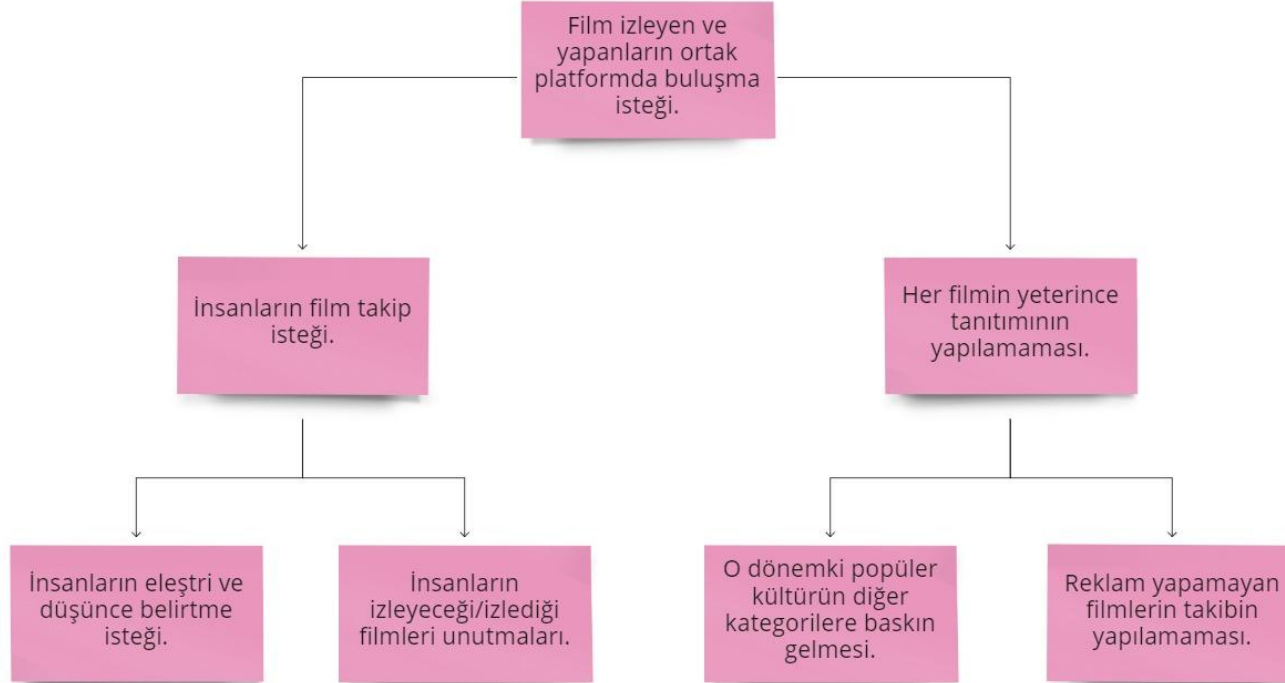 Film izleyen ve
yapanların ortak
platformda buluşma
isteği.
İnsanların film takip
isteği.
Her filmin yeterince
tanıtımının
yapılamaması.
İnsanların eleştri ve
düşünce belirtme
isteği.
İnsanların
izleyeceği/izlediği
filmleri unutmaları.
O dönemki popüler
kültürün diğer
kategorilere baskın
gelmesi.
Reklam yapamayan
filmlerin takibin
yapılamaması.